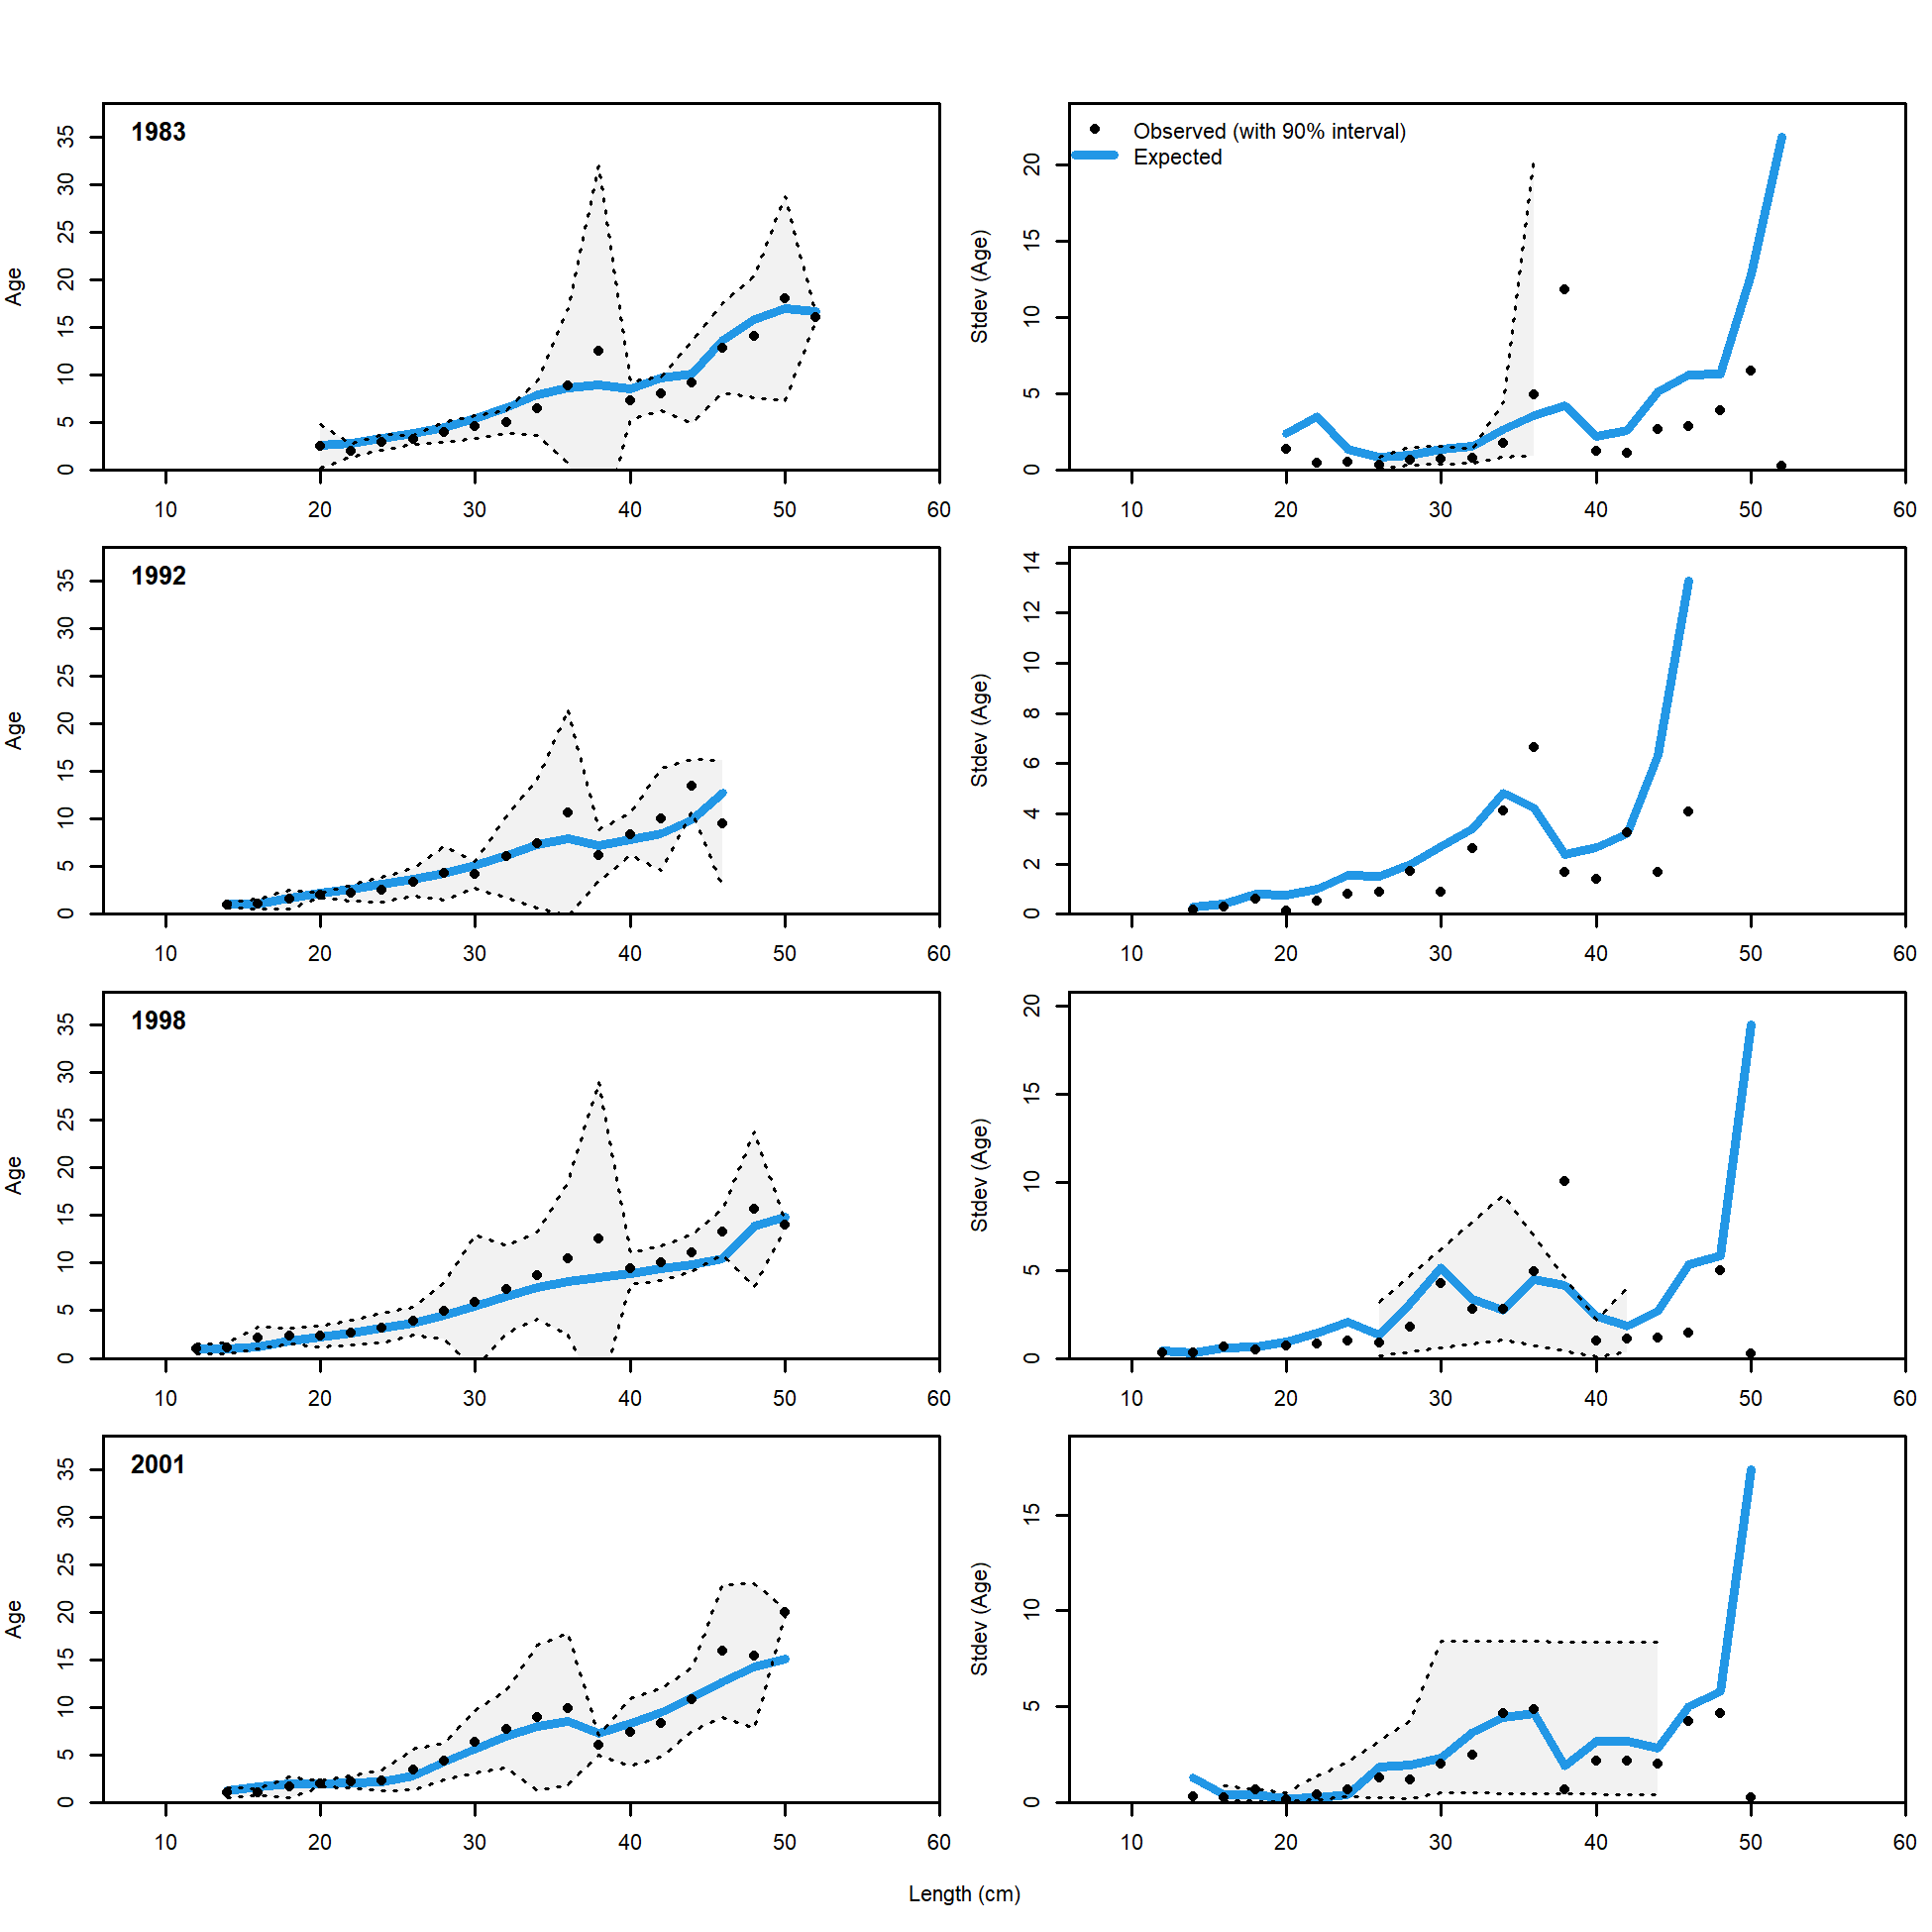 1983
Age
0 5 10 15 20 25 30 35
10 20 30 40 50 60
Observed (with 90% interval)
Expected
Stdev (Age)
0 5 10 15 20
10 20 30 40 50 60
1992
Age
0 5 10 15 20 25 30 35
10 20 30 40 50 60
Stdev (Age)
0 2 4 6 8 10 12 14
10 20 30 40 50 60
1998
Age
0 5 10 15 20 25 30 35
10 20 30 40 50 60
Stdev (Age)
0 5 10 15 20
10 20 30 40 50 60
2001
Age
0 5 10 15 20 25 30 35
10 20 30 40 50 60
Stdev (Age)
0 5 10 15
10 20 30 40 50 60
Length (cm)